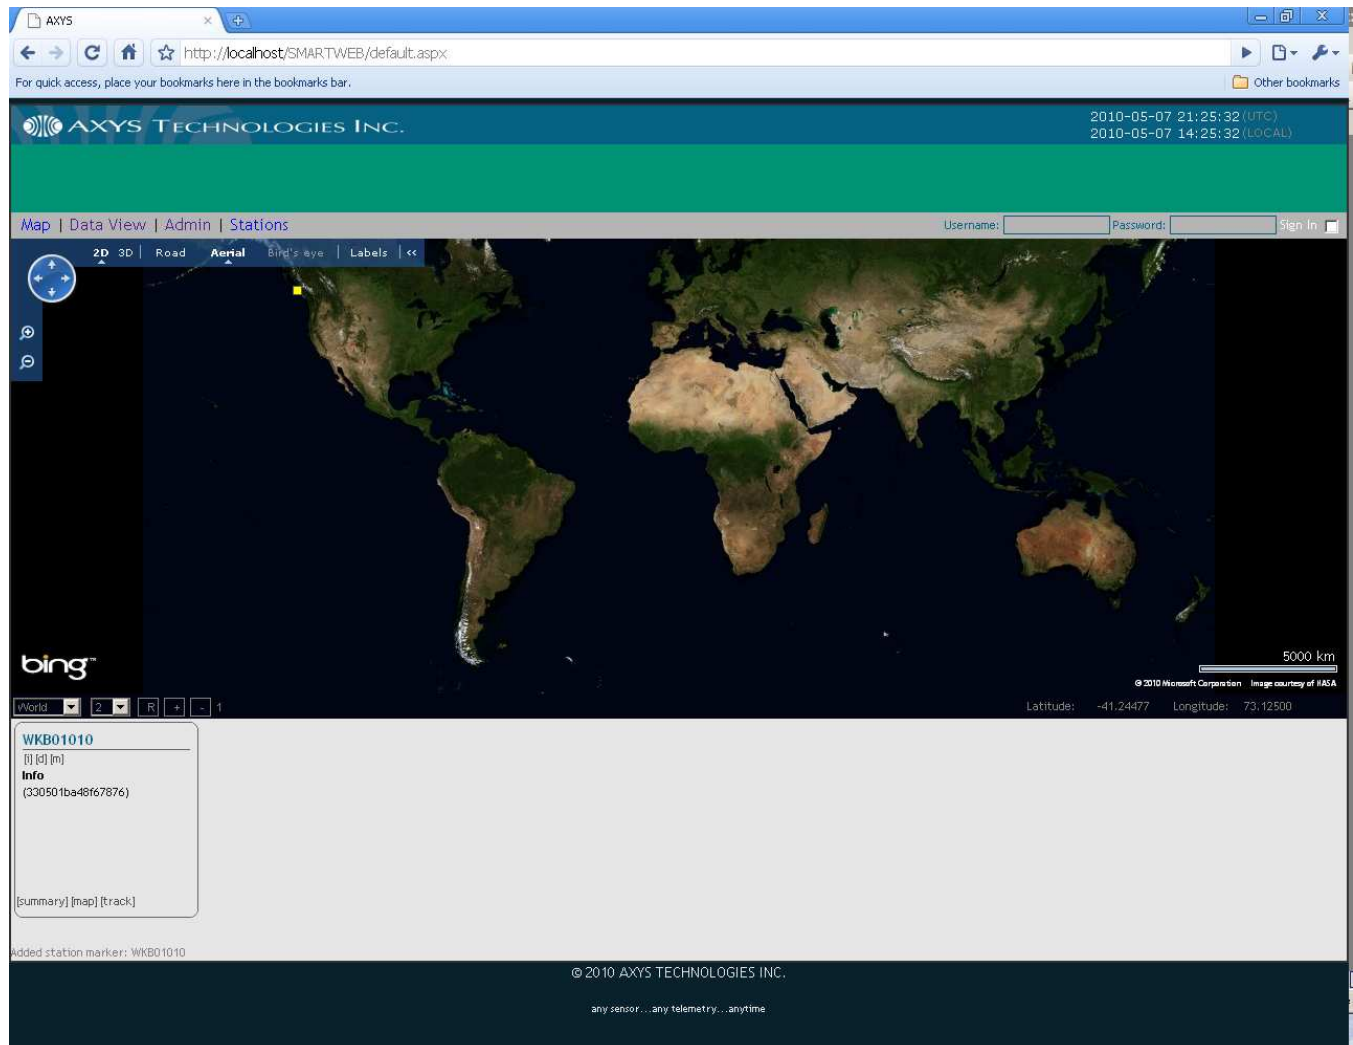 AXYS
http://localhost/SMARTWEB/default.aspx
For quick access, place your bookmarks here in the bookmarks bar.
Other bookmarks
AXYS TECHNOLOGIES INC.
2010-05-07 21:25:32 (UTC)
2010-05-07 14:25:32 (LOCAL)
Map | Data View | Admin | Stations
Username:
Password:
Sign In
2D 3D | Road Aerial Bird's eye | Labels | <<
bing™
5000 km
© 2010 Microsoft Corporation Image courtesy of NASA
World 2 R + - 1
Latitude: -41.24477 Longitude: 73.12500
WKB01010
[i] [d] [m]
Info
(330501ba48f67876)
[summary] [map] [track]
Added station marker: WKB01010
© 2010 AXYS TECHNOLOGIES INC.
any sensor...any telemetry...anytime